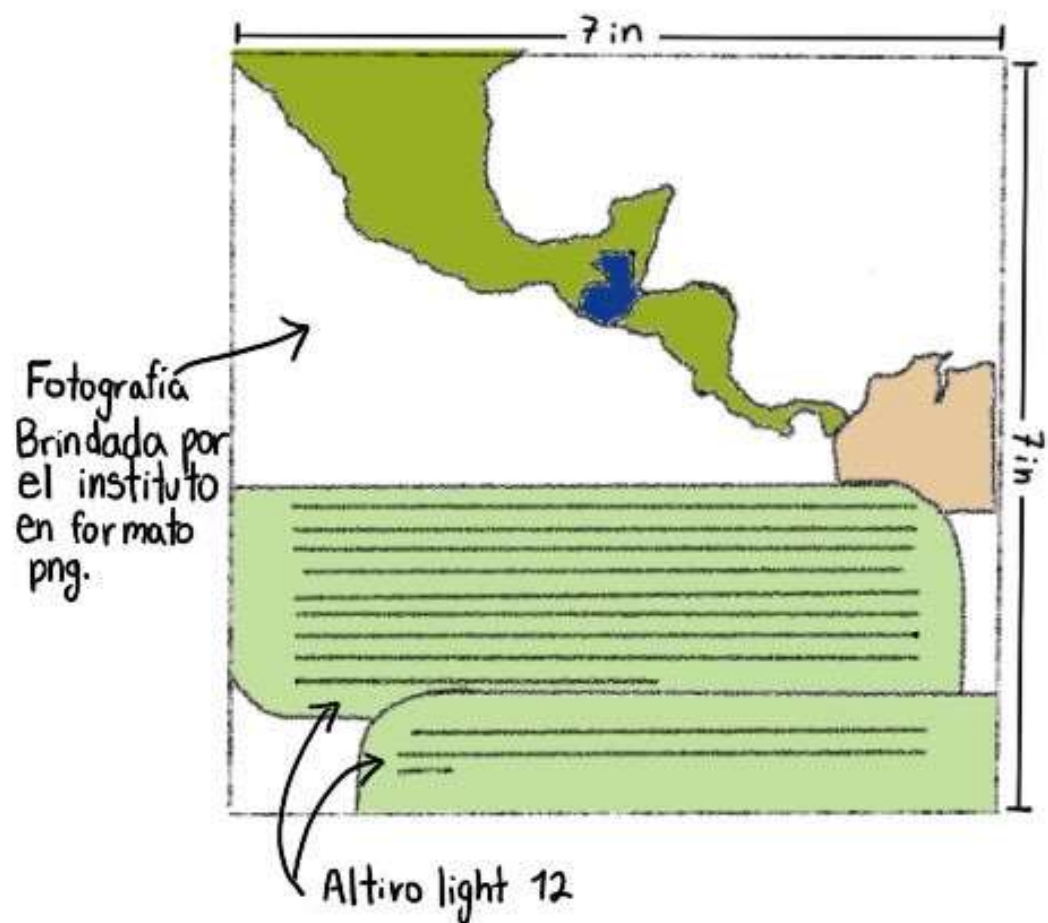 7 in
7 in
Fotografía
Brindada por
el instituto
en formato
png.
Altivo light 12